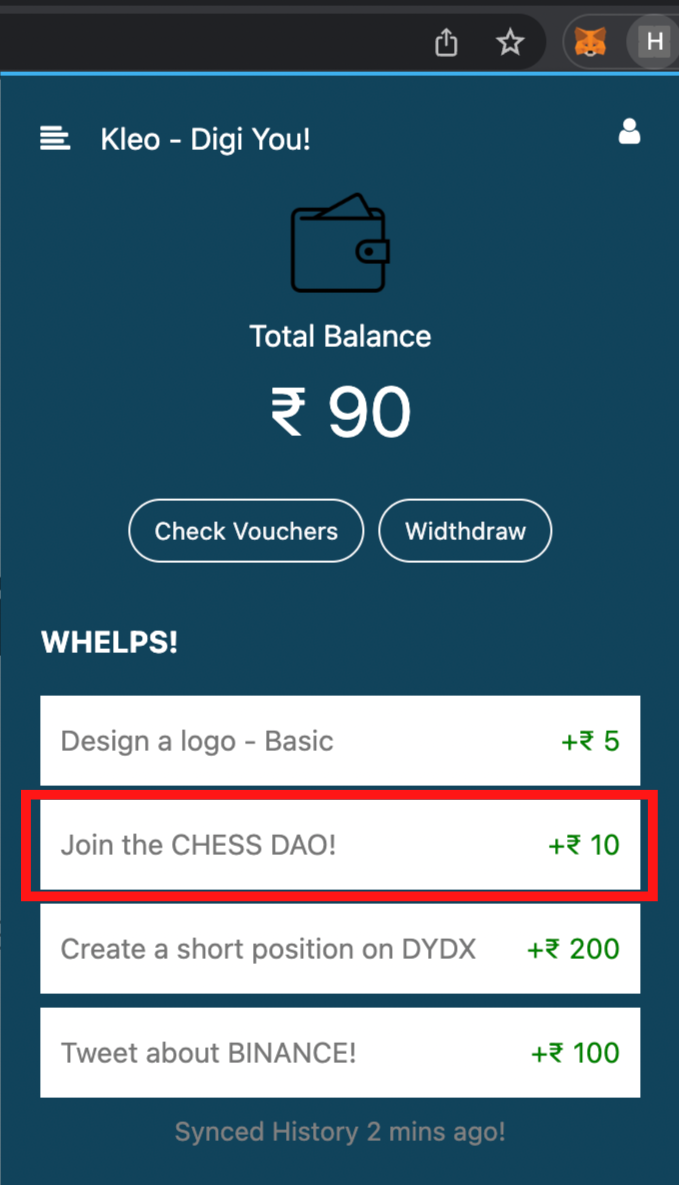 H
Kleo - Digi You!
Total Balance
₹ 90
Check Vouchers Widthdraw
WHELPS!
Design a logo - Basic +₹ 5
Join the CHESS DAO! +₹ 10
Create a short position on DYDX +₹ 200
Tweet about BINANCE! +₹ 100
Synced History 2 mins ago!